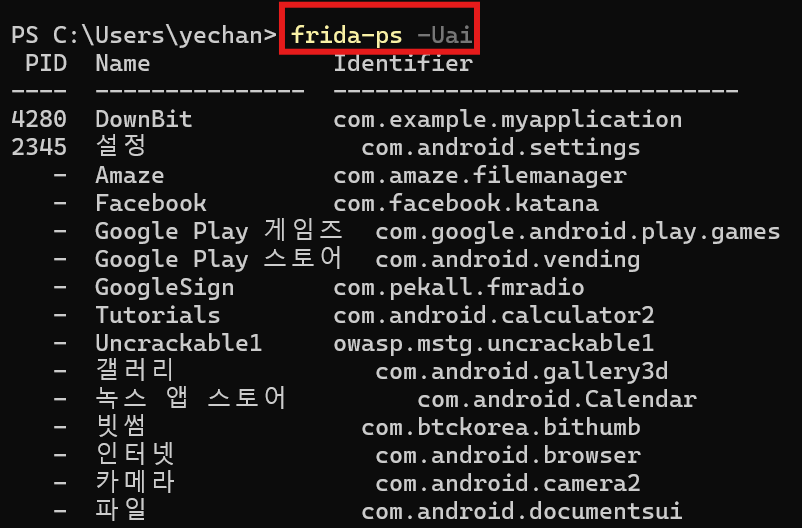 PS C:\Users\yechan> frida-ps -Uai
PID Name Identifier
---- --------------- -----------------------------
4280 DownBit com.example.myapplication
2345 설정 com.android.settings
- Amaze com.amaze.filemanager
- Facebook com.facebook.katana
- Google Play 게임즈 com.google.android.play.games
- Google Play 스토어 com.android.vending
- GoogleSign com.pekall.fmradio
- Tutorials com.android.calculator2
- Uncrackable1 owasp.mstg.uncrackable1
- 갤러리 com.android.gallery3d
- 녹스 앱 스토어 com.android.Calendar
- 빗썸 com.btckorea.bithumb
- 인터넷 com.android.browser
- 카메라 com.android.camera2
- 파일 com.android.documentsui